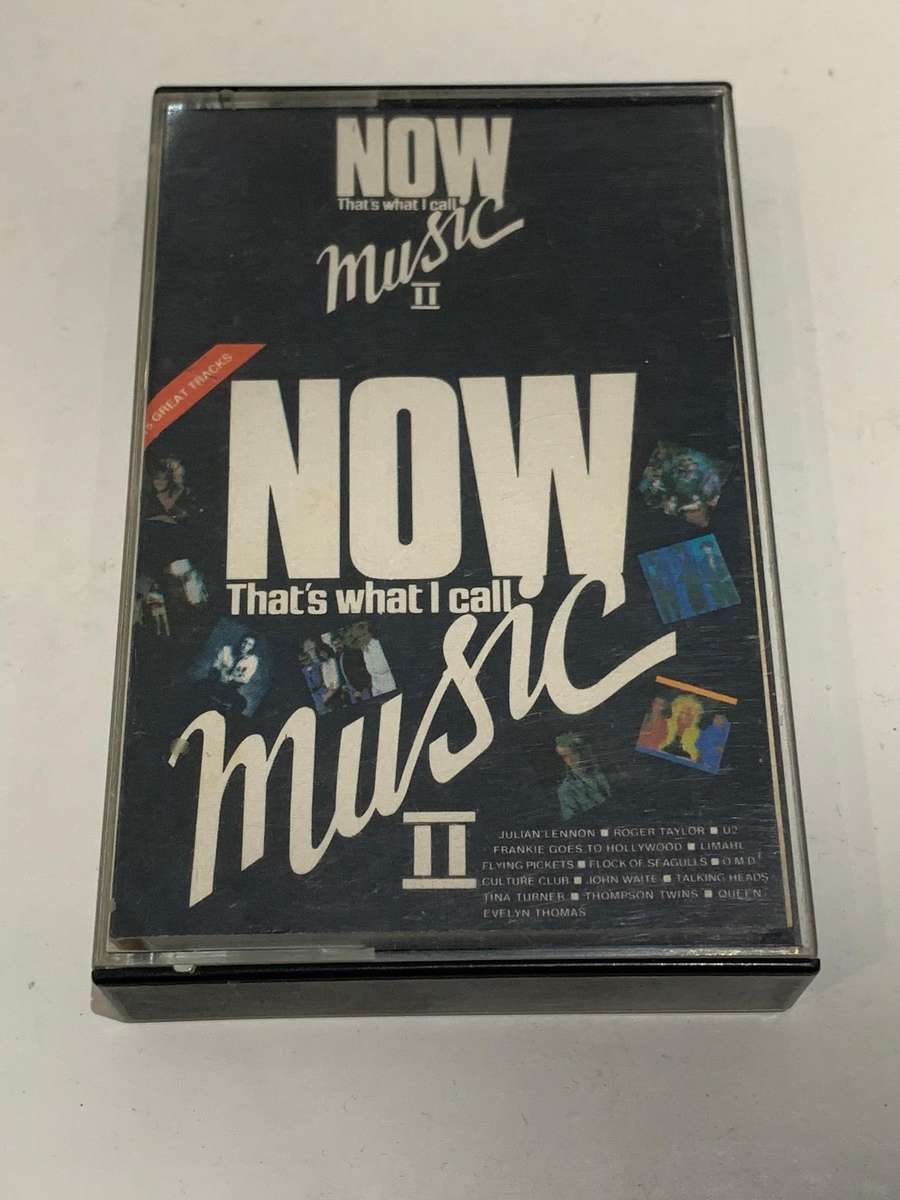 NOW
That's what I call
music
II
GREAT TRACKS
NOW
That's what I call
music
II
JULIAN LENNON ■ ROGER TAYLOR ■ U2
FRANKIE GOES TO HOLLYWOOD ■ LIMAHL
FLYING PICKETS ■ FLOCK OF SEAGULLS ■ O.M.D.
CULTURE CLUB ■ JOHN WAITE ■ TALKING HEADS
TINA TURNER ■ THOMPSON TWINS ■ QUEEN
EVELYN THOMAS